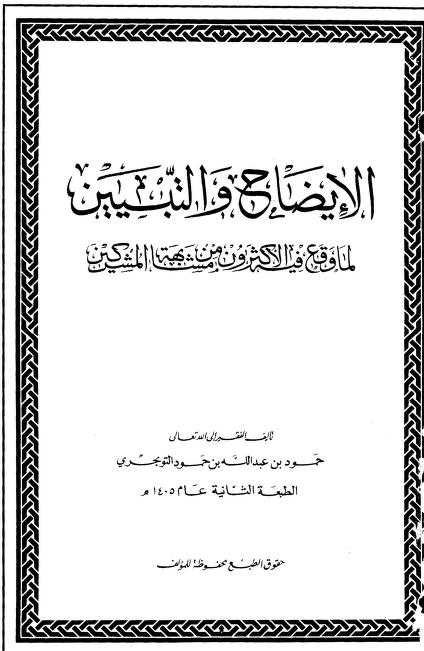 الإيضاح والتبيين
لما وقع فيه الأكثرون من مشابهة المشركين
تأليف الفقير إلى الله تعالى
حمود بن عبدالله بن حمود التويجري
الطبعة الثانية عام ١٤٠٥ م
حقوق الطبع محفوظة للمؤلف